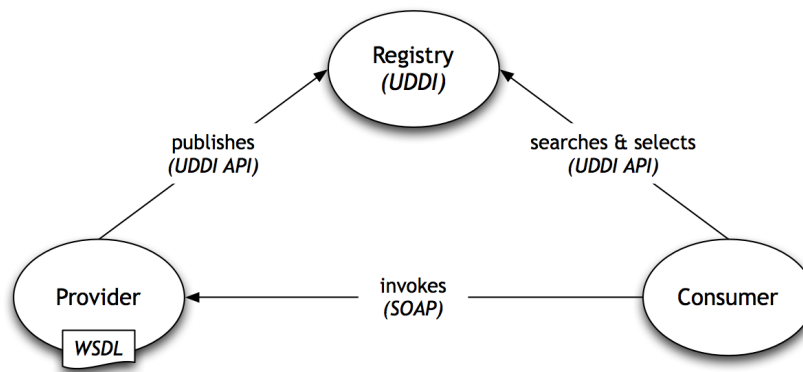 Registry
(UDDI)
publishes
(UDDI API)
searches & selects
(UDDI API)
Provider
WSDL
invokes
(SOAP)
Consumer